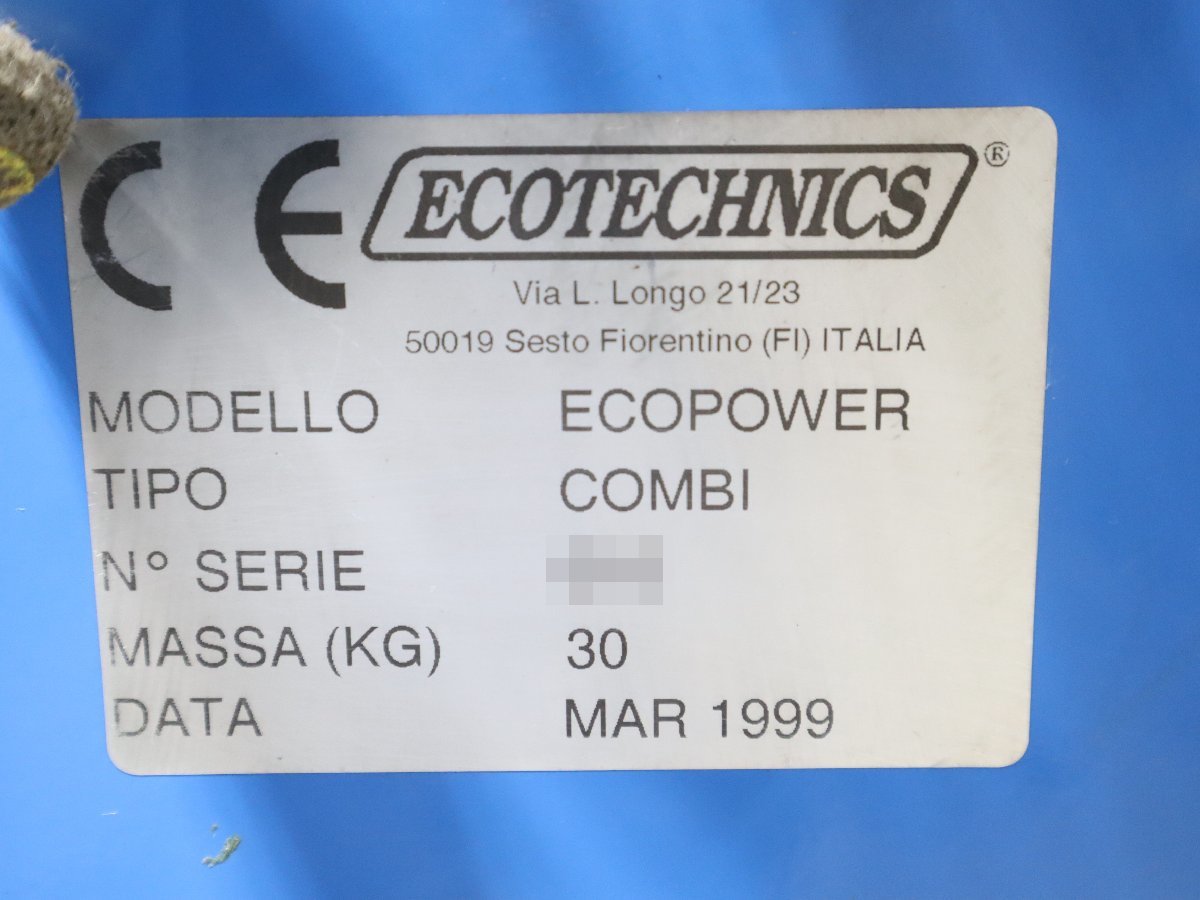 CE ECOTECHNICS ®
Via L. Longo 21/23
50019 Sesto Fiorentino (FI) ITALIA
MODELLO ECOPOWER
TIPO COMBI
N° SERIE
MASSA (KG) 30
DATA MAR 1999